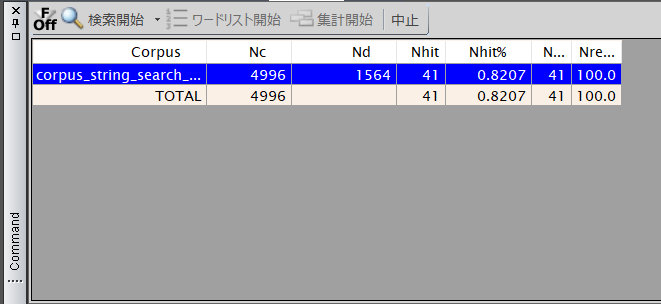 F Off 検索開始 ワードリスト開始 集計開始 中止
Corpus Nc Nd Nhit Nhit% N... Nre...
corpus_string_search_... 4996 1564 41 0.8207 41 100.0
TOTAL 4996 41 0.8207 41 100.0
Command